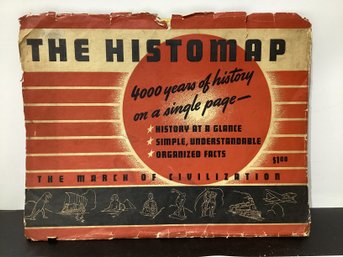 THE HISTOMAP
4000 years of history
on a single page—
★ HISTORY AT A GLANCE
★ SIMPLE, UNDERSTANDABLE
★ ORGANIZED FACTS
$1.00
THE MARCH OF CIVILIZATION